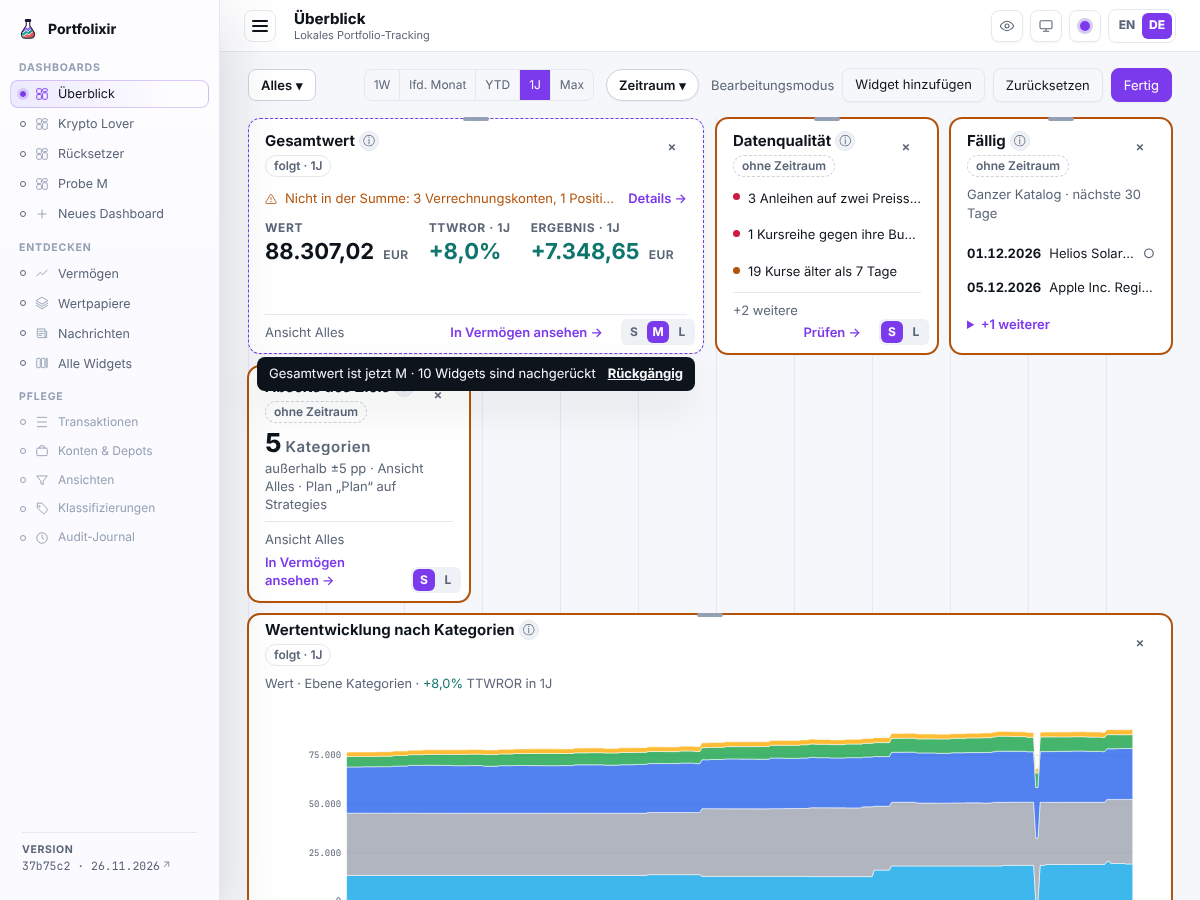 Portfolixir
DASHBOARDS
Überblick
Krypto Lover
Rücksetzer
Probe M
Neues Dashboard
ENTDECKEN
Vermögen
Wertpapiere
Nachrichten
Alle Widgets
PFLEGE
Transaktionen
Konten & Depots
Ansichten
Klassifizierungen
Audit-Journal
VERSION
37b75c2 · 26.11.2026
Überblick
Lokales Portfolio-Tracking
EN DE
Alles ▾
1W lfd. Monat YTD 1J Max
Zeitraum ▾
Bearbeitungsmodus
Widget hinzufügen
Zurücksetzen
Fertig
Gesamtwert
folgt · 1J
Nicht in der Summe: 3 Verrechnungskonten, 1 Positi... Details →
WERT TTWROR · 1J ERGEBNIS · 1J
88.307,02 EUR +8,0% +7.348,65 EUR
Ansicht Alles In Vermögen ansehen → S M L
Datenqualität
ohne Zeitraum
3 Anleihen auf zwei Preiss...
1 Kursreihe gegen ihre Bu...
19 Kurse älter als 7 Tage
+2 weitere
Prüfen → S L
Fällig
ohne Zeitraum
Ganzer Katalog · nächste 30
Tage
01.12.2026 Helios Solar...
05.12.2026 Apple Inc. Regi...
+1 weiterer
Gesamtwert ist jetzt M · 10 Widgets sind nachgerückt Rückgängig
ohne Zeitraum
5 Kategorien
außerhalb ±5 pp · Ansicht
Alles · Plan „Plan“ auf
Strategies
Ansicht Alles
In Vermögen
ansehen → S L
Wertentwicklung nach Kategorien
folgt · 1J
Wert · Ebene Kategorien · +8,0% TTWROR in 1J
75.000
50.000
25.000